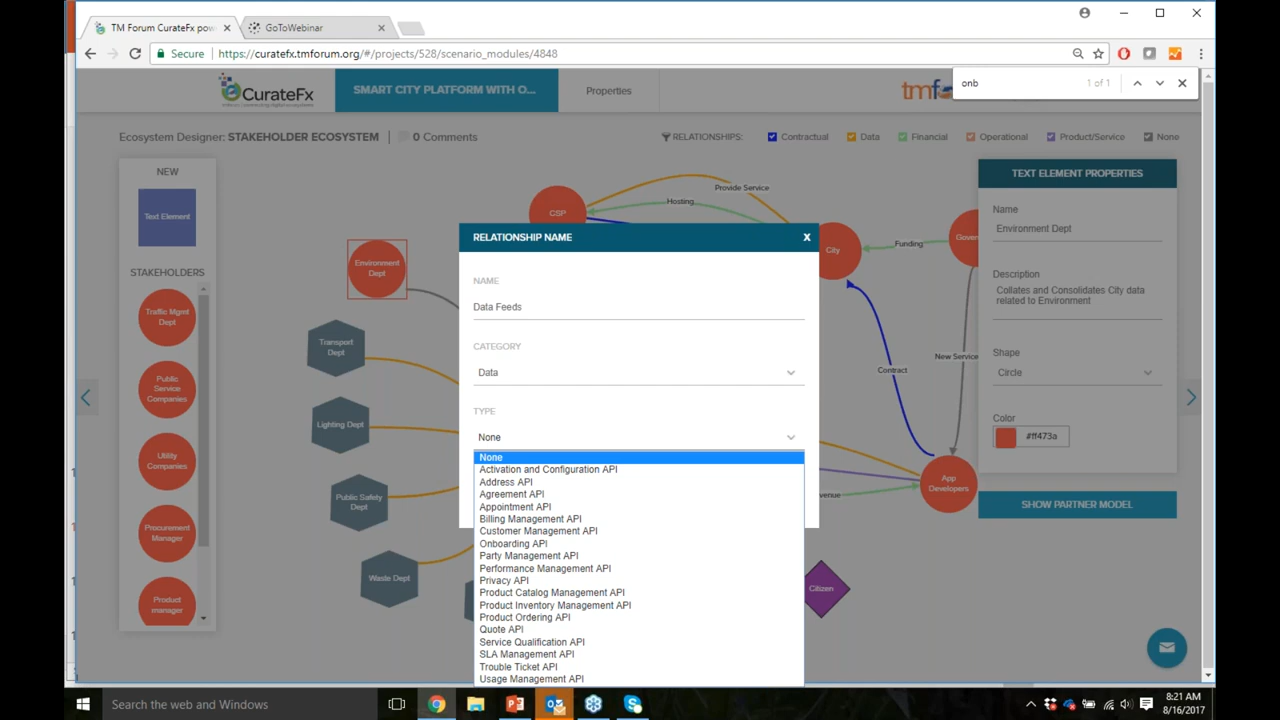 TM Forum CurateFx pow
GoToWebinar
Secure
https://curatefx.tmforum.org/#/projects/528/scenario_modules/4848
onb
1 of 1
CurateFx
SMART CITY PLATFORM WITH O...
Properties
tmf
Ecosystem Designer: STAKEHOLDER ECOSYSTEM
0 Comments
RELATIONSHIPS:
Contractual
Data
Financial
Operational
Product/Service
None
NEW
Text Element
STAKEHOLDERS
Traffic Mgmt
Dept
Public
Service
Companies
Utility
Companies
Procurement
Manager
Product
manager
Environment
Dept
Transport
Dept
Lighting Dept
Public Safety
Dept
Waste Dept
CSP
Provide Service
Hosting
City
Funding
Govern
Contract
New Service
App
Developers
venue
Citizen
RELATIONSHIP NAME
X
NAME
Data Feeds
CATEGORY
Data
TYPE
None
None
Activation and Configuration API
Address API
Agreement API
Appointment API
Billing Management API
Customer Management API
Onboarding API
Party Management API
Performance Management API
Privacy API
Product Catalog Management API
Product Inventory Management API
Product Ordering API
Quote API
Service Qualification API
SLA Management API
Trouble Ticket API
Usage Management API
TEXT ELEMENT PROPERTIES
Name
Environment Dept
Description
Collates and Consolidates City data
related to Environment
Shape
Circle
Color
#ff473a
SHOW PARTNER MODEL
Search the web and Windows
8:21 AM
8/16/2017